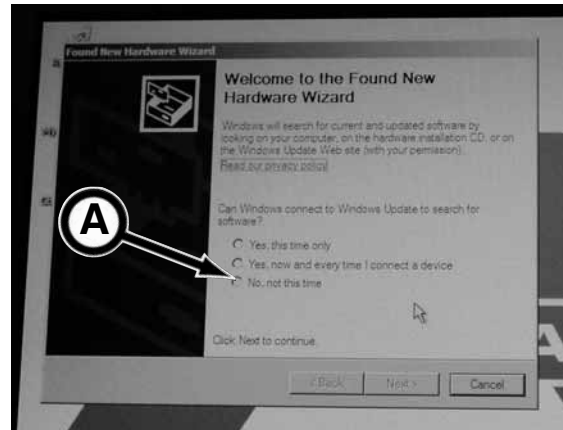 Found New Hardware Wizard
Welcome to the Found New
Hardware Wizard
Windows will search for current and updated software by
looking on your computer, on the hardware installation CD, or on
the Windows Update Web site (with your permission).
Read our privacy policy
Can Windows connect to Windows Update to search for
software?
Yes, this time only
Yes, now and every time I connect a device
No, not this time
A
Click Next to continue.
< Back
Next >
Cancel
A